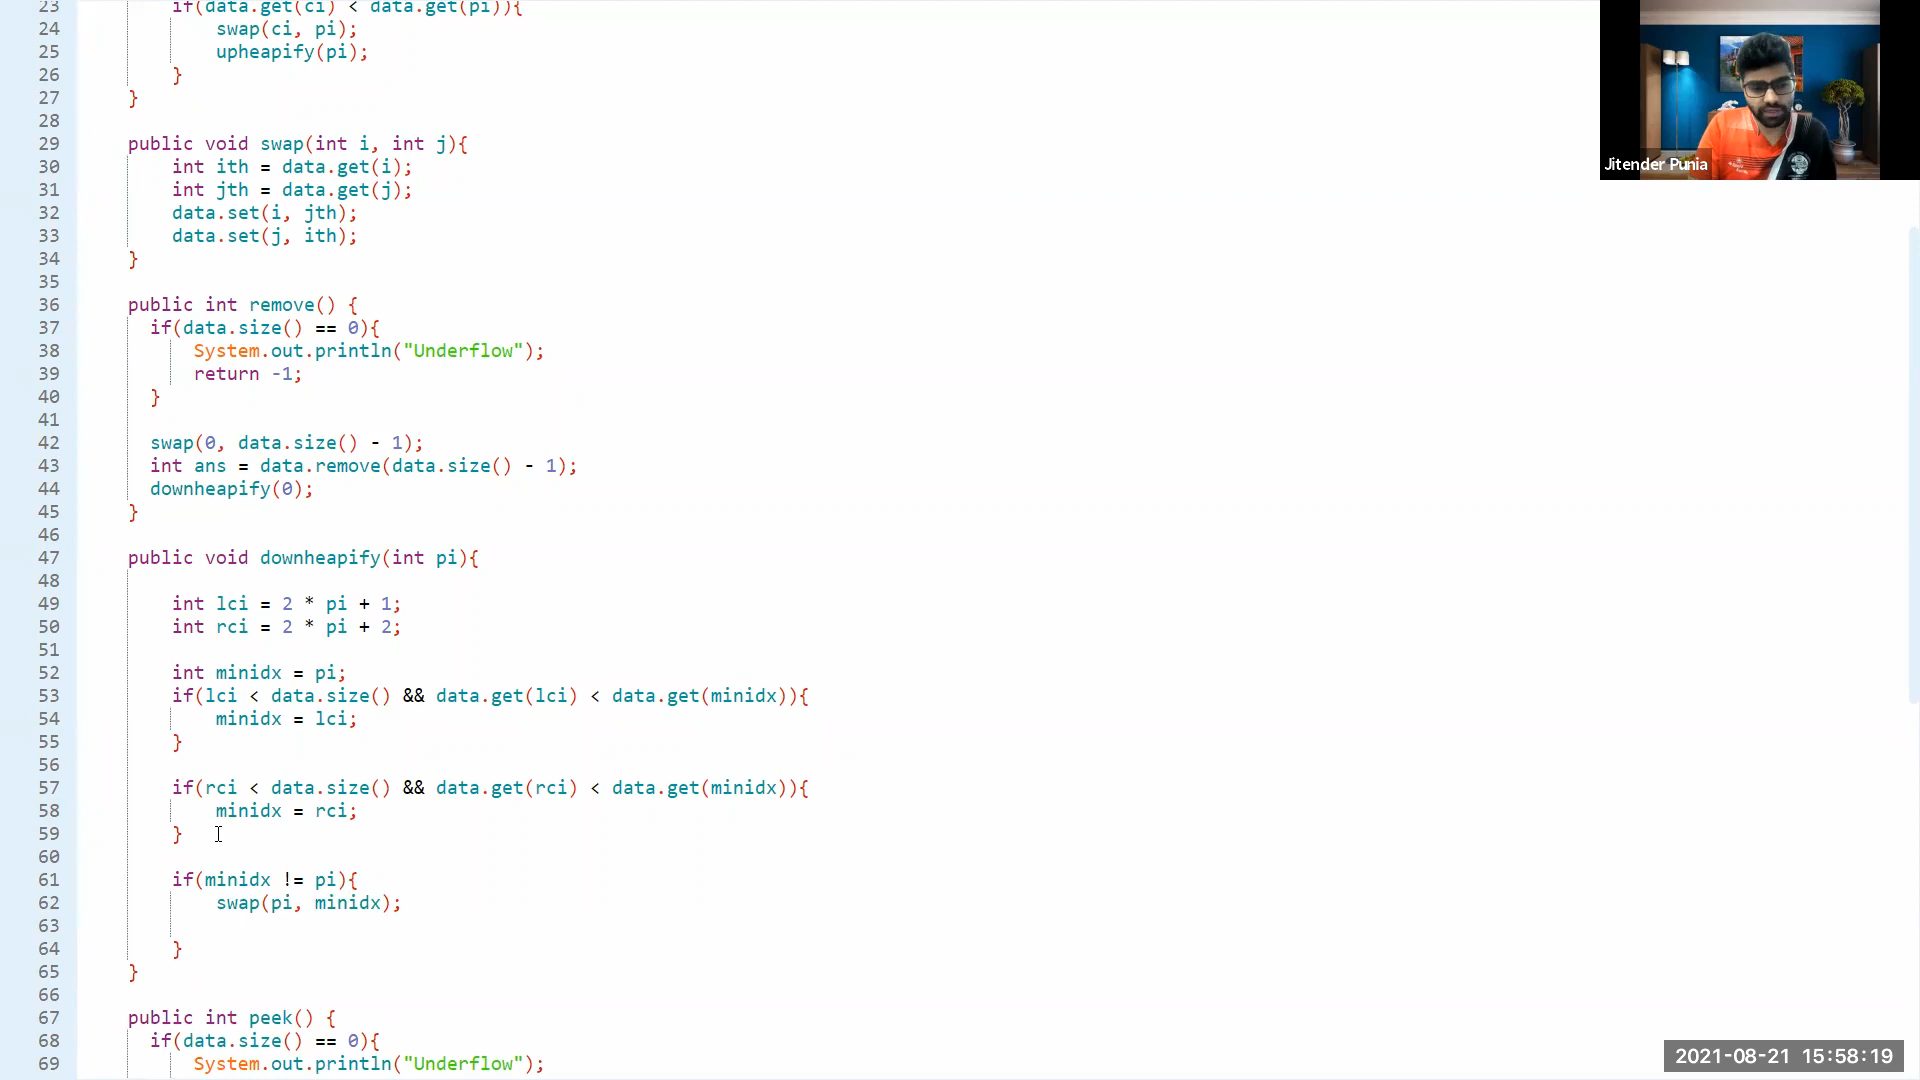 23 if(data.get(ci) < data.get(pi)){
24 swap(ci, pi);
25 upheapify(pi);
26 }
27 }
28
29 public void swap(int i, int j){
30 int ith = data.get(i);
31 int jth = data.get(j);
32 data.set(i, jth);
33 data.set(j, ith);
34 }
35
36 public int remove() {
37 if(data.size() == 0){
38 System.out.println("Underflow");
39 return -1;
40 }
41
42 swap(0, data.size() - 1);
43 int ans = data.remove(data.size() - 1);
44 downheapify(0);
45 }
46
47 public void downheapify(int pi){
48
49 int lci = 2 * pi + 1;
50 int rci = 2 * pi + 2;
51
52 int minidx = pi;
53 if(lci < data.size() && data.get(lci) < data.get(minidx)){
54 minidx = lci;
55 }
56
57 if(rci < data.size() && data.get(rci) < data.get(minidx)){
58 minidx = rci;
59 }
60
61 if(minidx != pi){
62 swap(pi, minidx);
63
64 }
65 }
66
67 public int peek() {
68 if(data.size() == 0){
69 System.out.println("Underflow");
Jitender Punia
2021-08-21 15:58:19